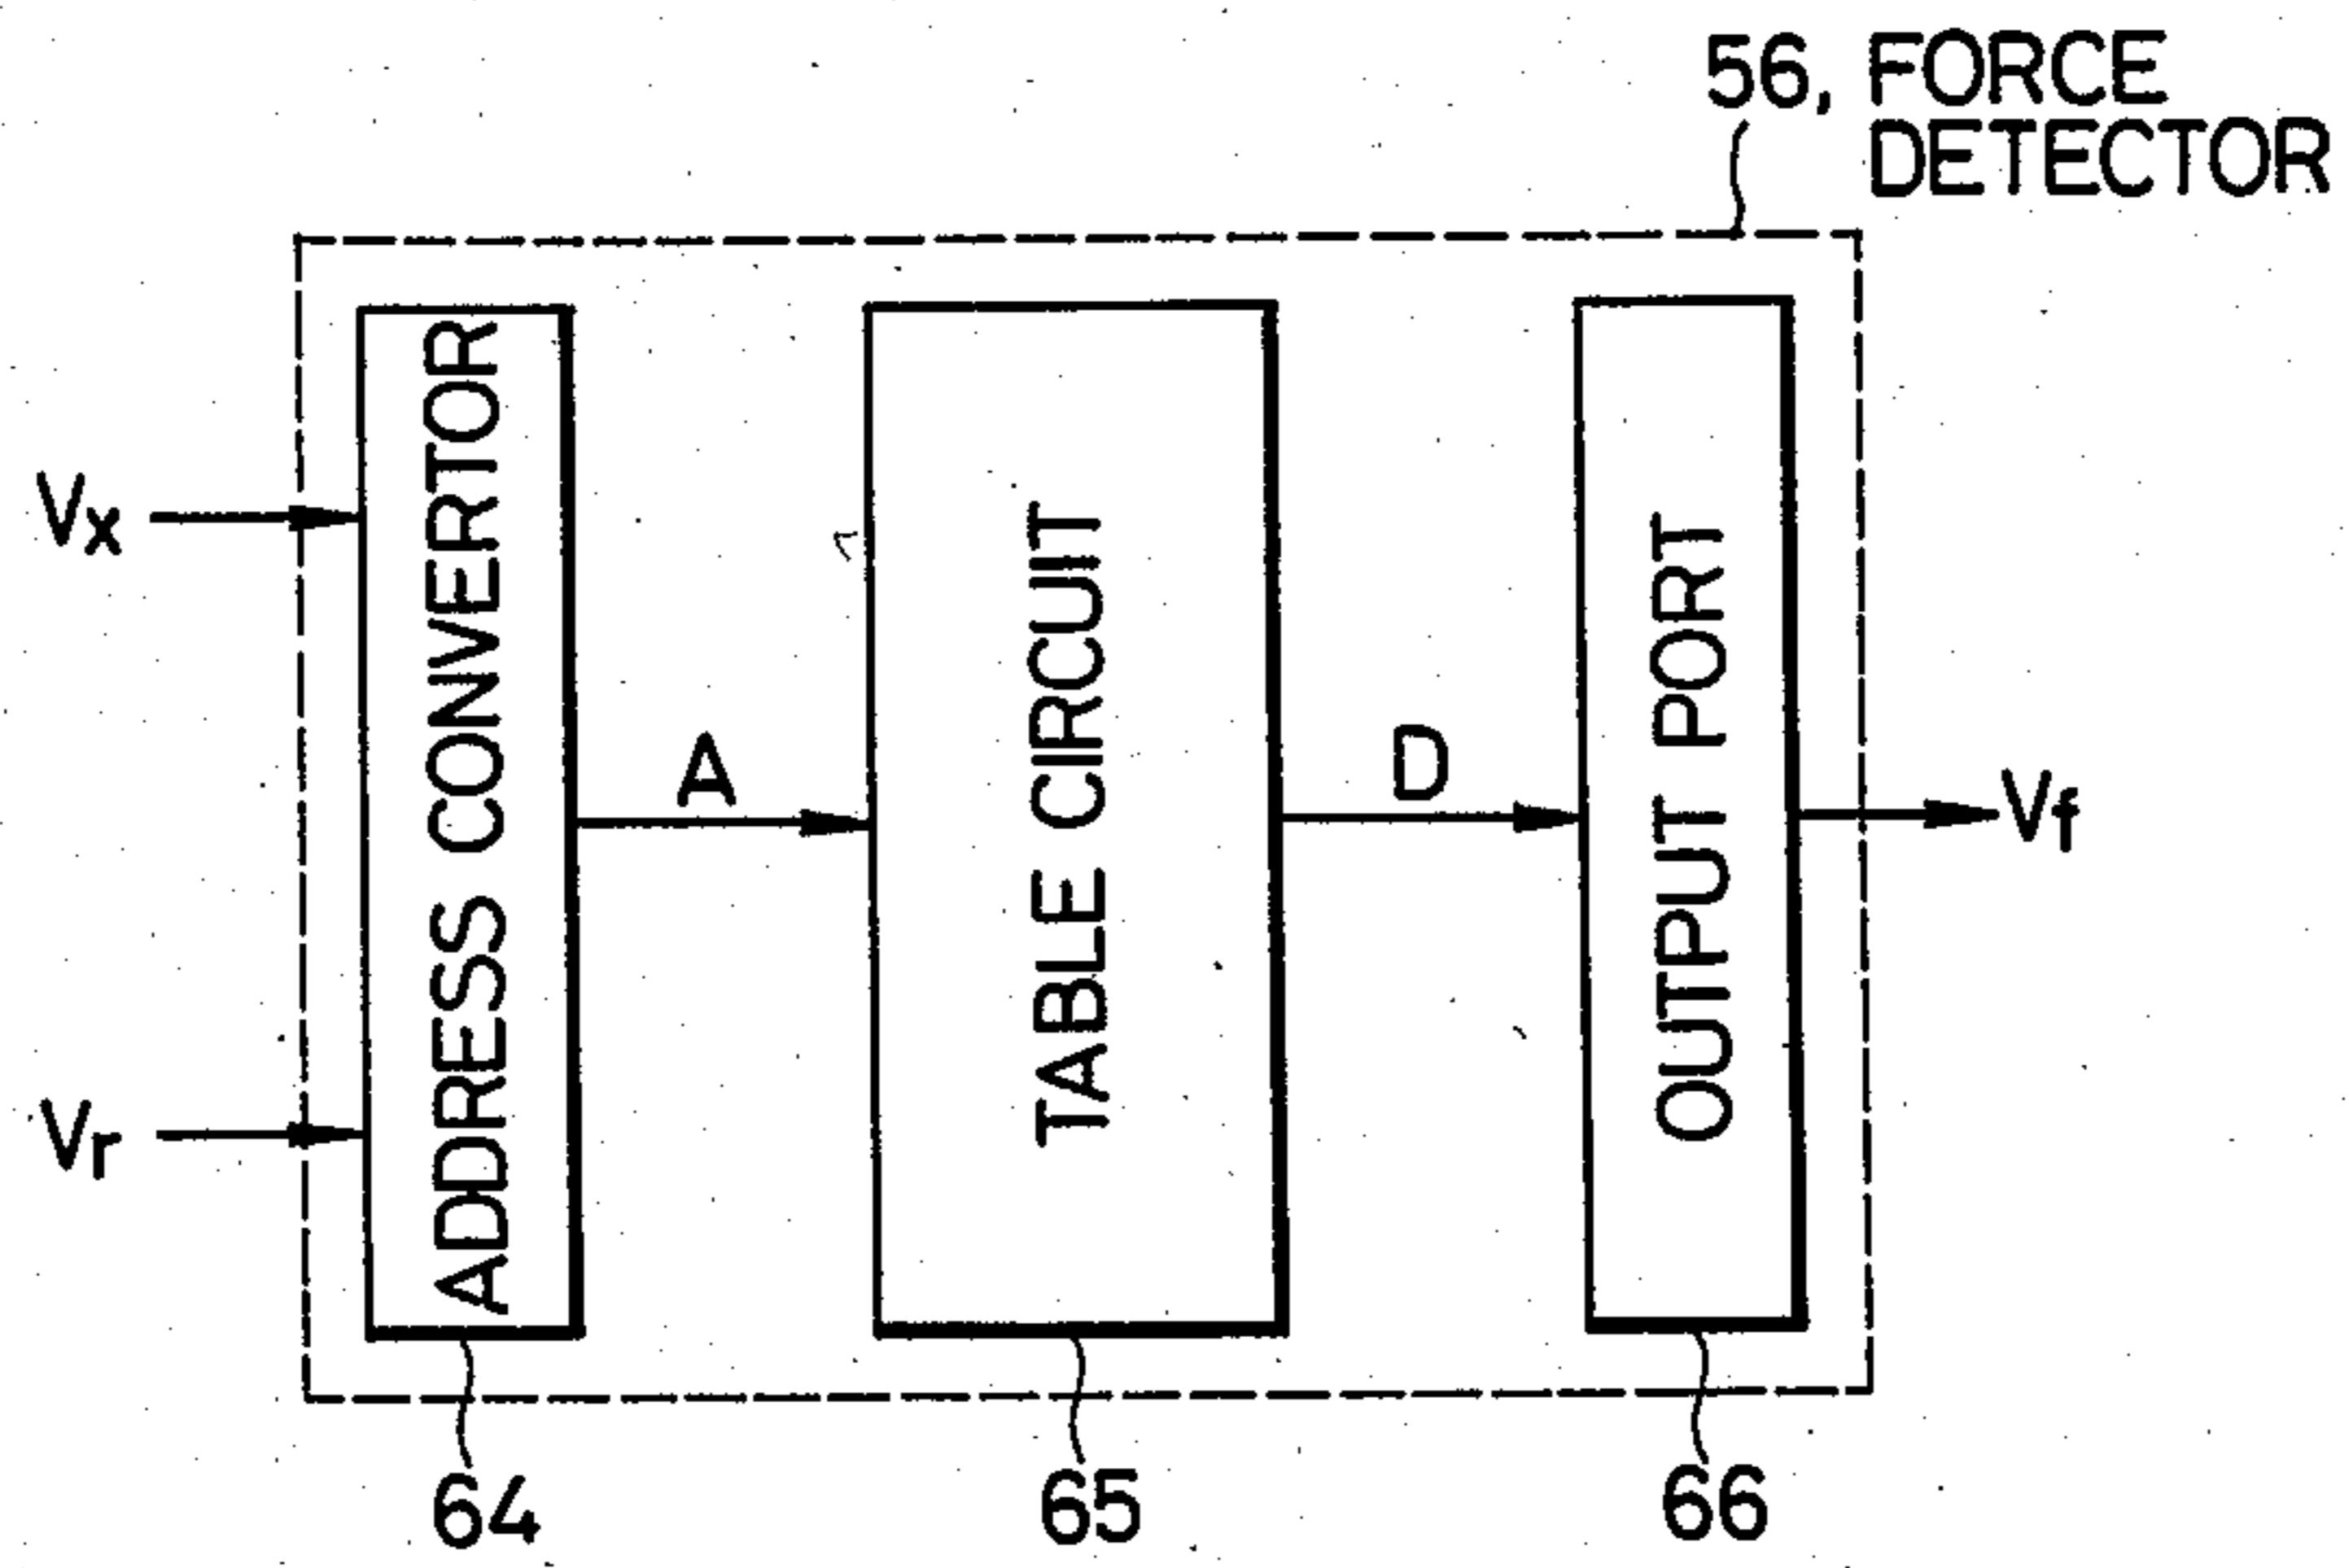 56, FORCE
DETECTOR
Vx
Vr
ADDRESS CONVERTOR
A
TABLE CIRCUIT
D
OUTPUT PORT
Vf
64
65
66